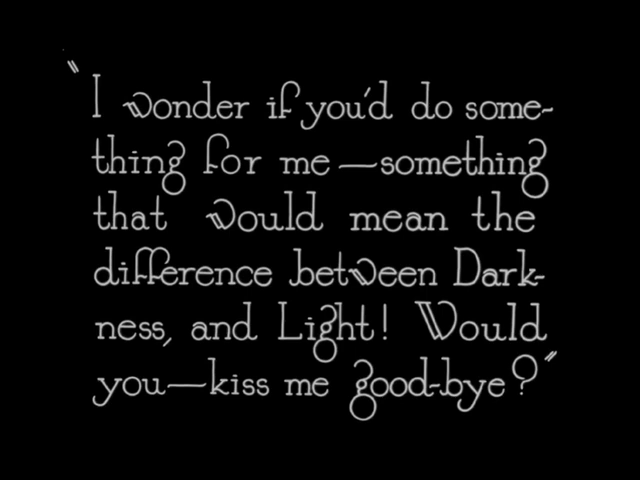 "I wonder if you'd do some-
thing for me—something
that would mean the
difference between Dark-
ness, and Light! Would
you—kiss me good-bye?"